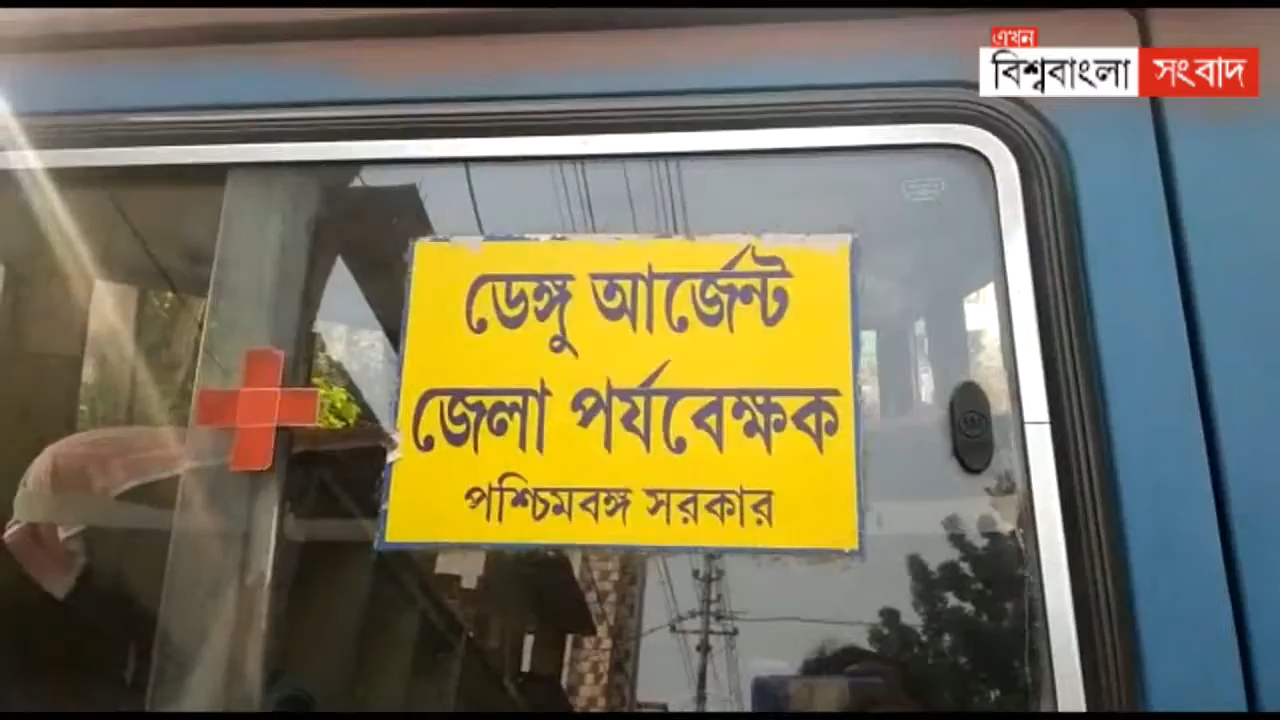 এখন
বিশ্ববাংলা সংবাদ
ডেঙ্গু আর্জেন্ট
জেলা পর্যবেক্ষক
পশ্চিমবঙ্গ সরকার